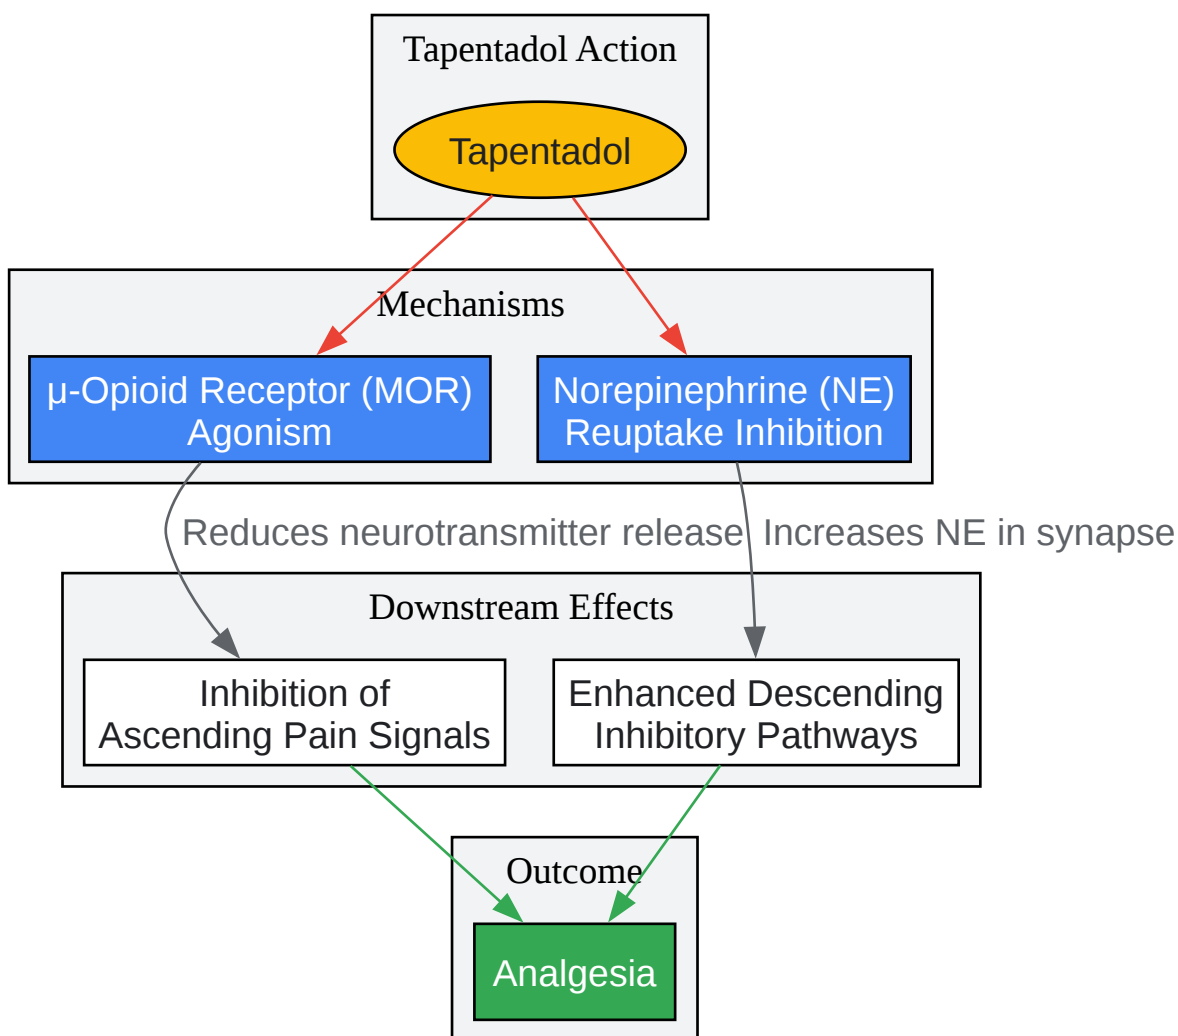 Tapentadol Action
Tapentadol
Mechanisms
μ-Opioid Receptor (MOR)
Agonism
Norepinephrine (NE)
Reuptake Inhibition
Reduces neurotransmitter release
Increases NE in synapse
Downstream Effects
Inhibition of
Ascending Pain Signals
Enhanced Descending
Inhibitory Pathways
Outcome
Analgesia